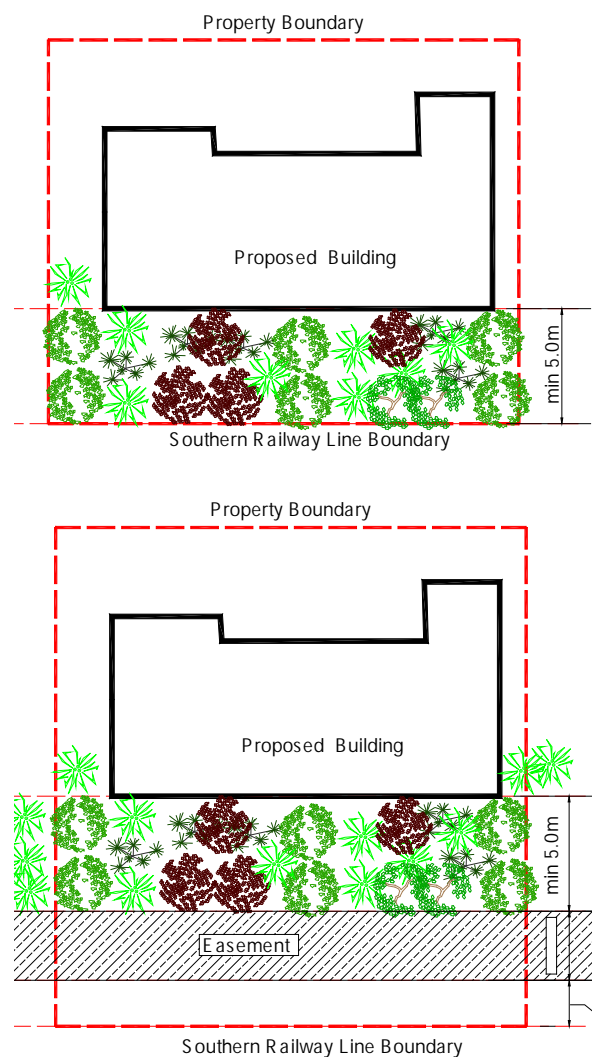 Property Boundary
Proposed Building
min 5.0m
Southern Railway Line Boundary
Property Boundary
Proposed Building
min 5.0m
Easement
Southern Railway Line Boundary